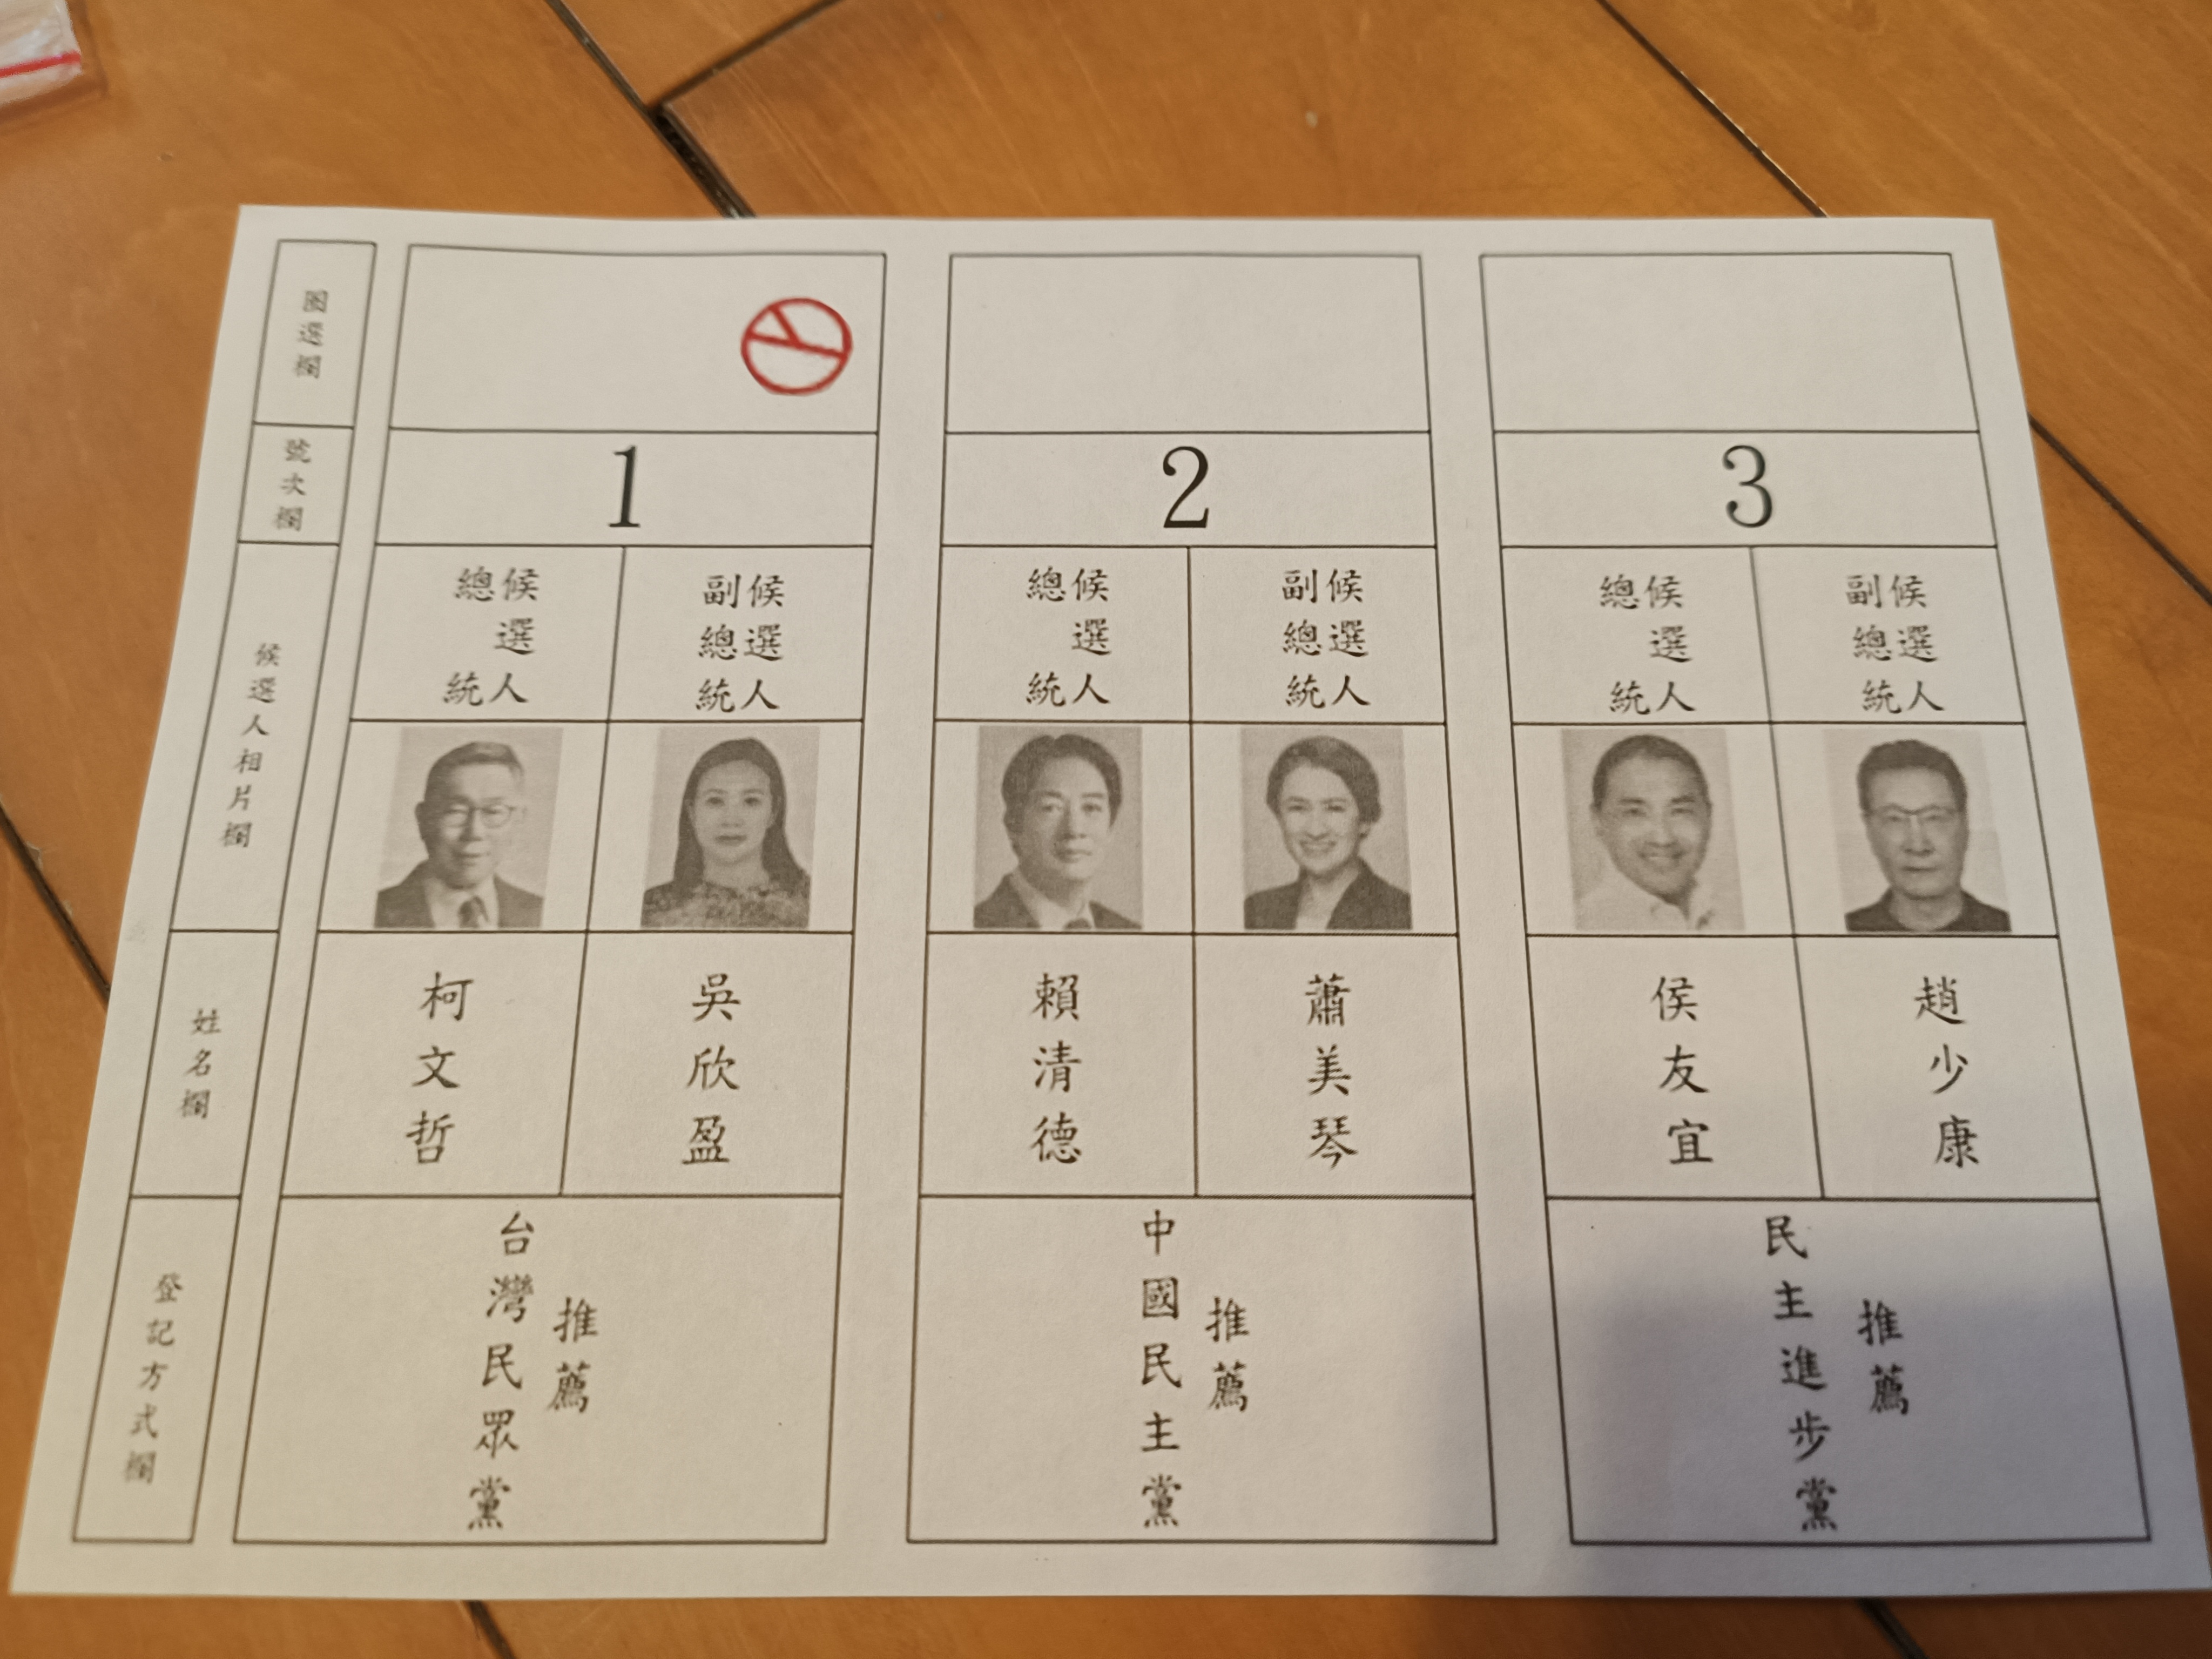 圈選欄
號次欄
候選人相片欄
姓名欄
登記方式欄
1
總統候選人
副總統候選人
柯文哲
吳欣盈
台灣民眾黨
推薦
2
總統候選人
副總統候選人
賴清德
蕭美琴
中國民主黨
推薦
3
總統候選人
副總統候選人
侯友宜
趙少康
民主進步黨
推薦